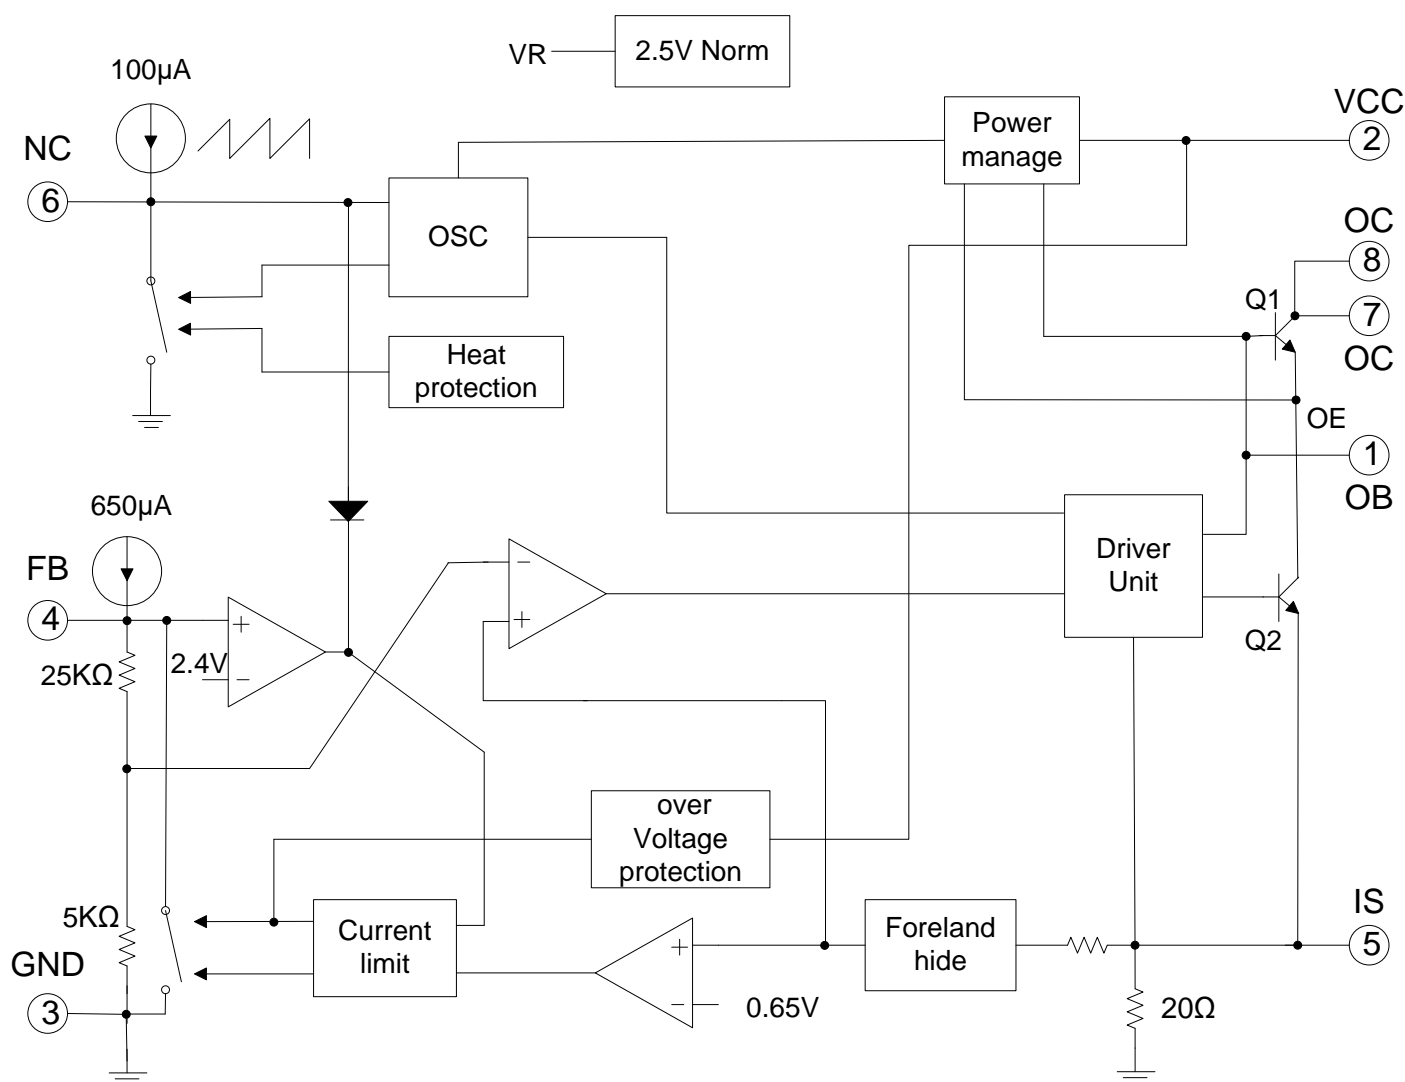 VR
2.5V Norm
100µA
NC
6
OSC
Power
manage
VCC
2
OC
8
Q1
7
OC
OE
1
OB
Heat
protection
650µA
FB
4
25KΩ
2.4V
+
−
−
+
Driver
Unit
Q2
over
Voltage
protection
5KΩ
GND
3
Current
limit
+
−
0.65V
Foreland
hide
IS
5
20Ω